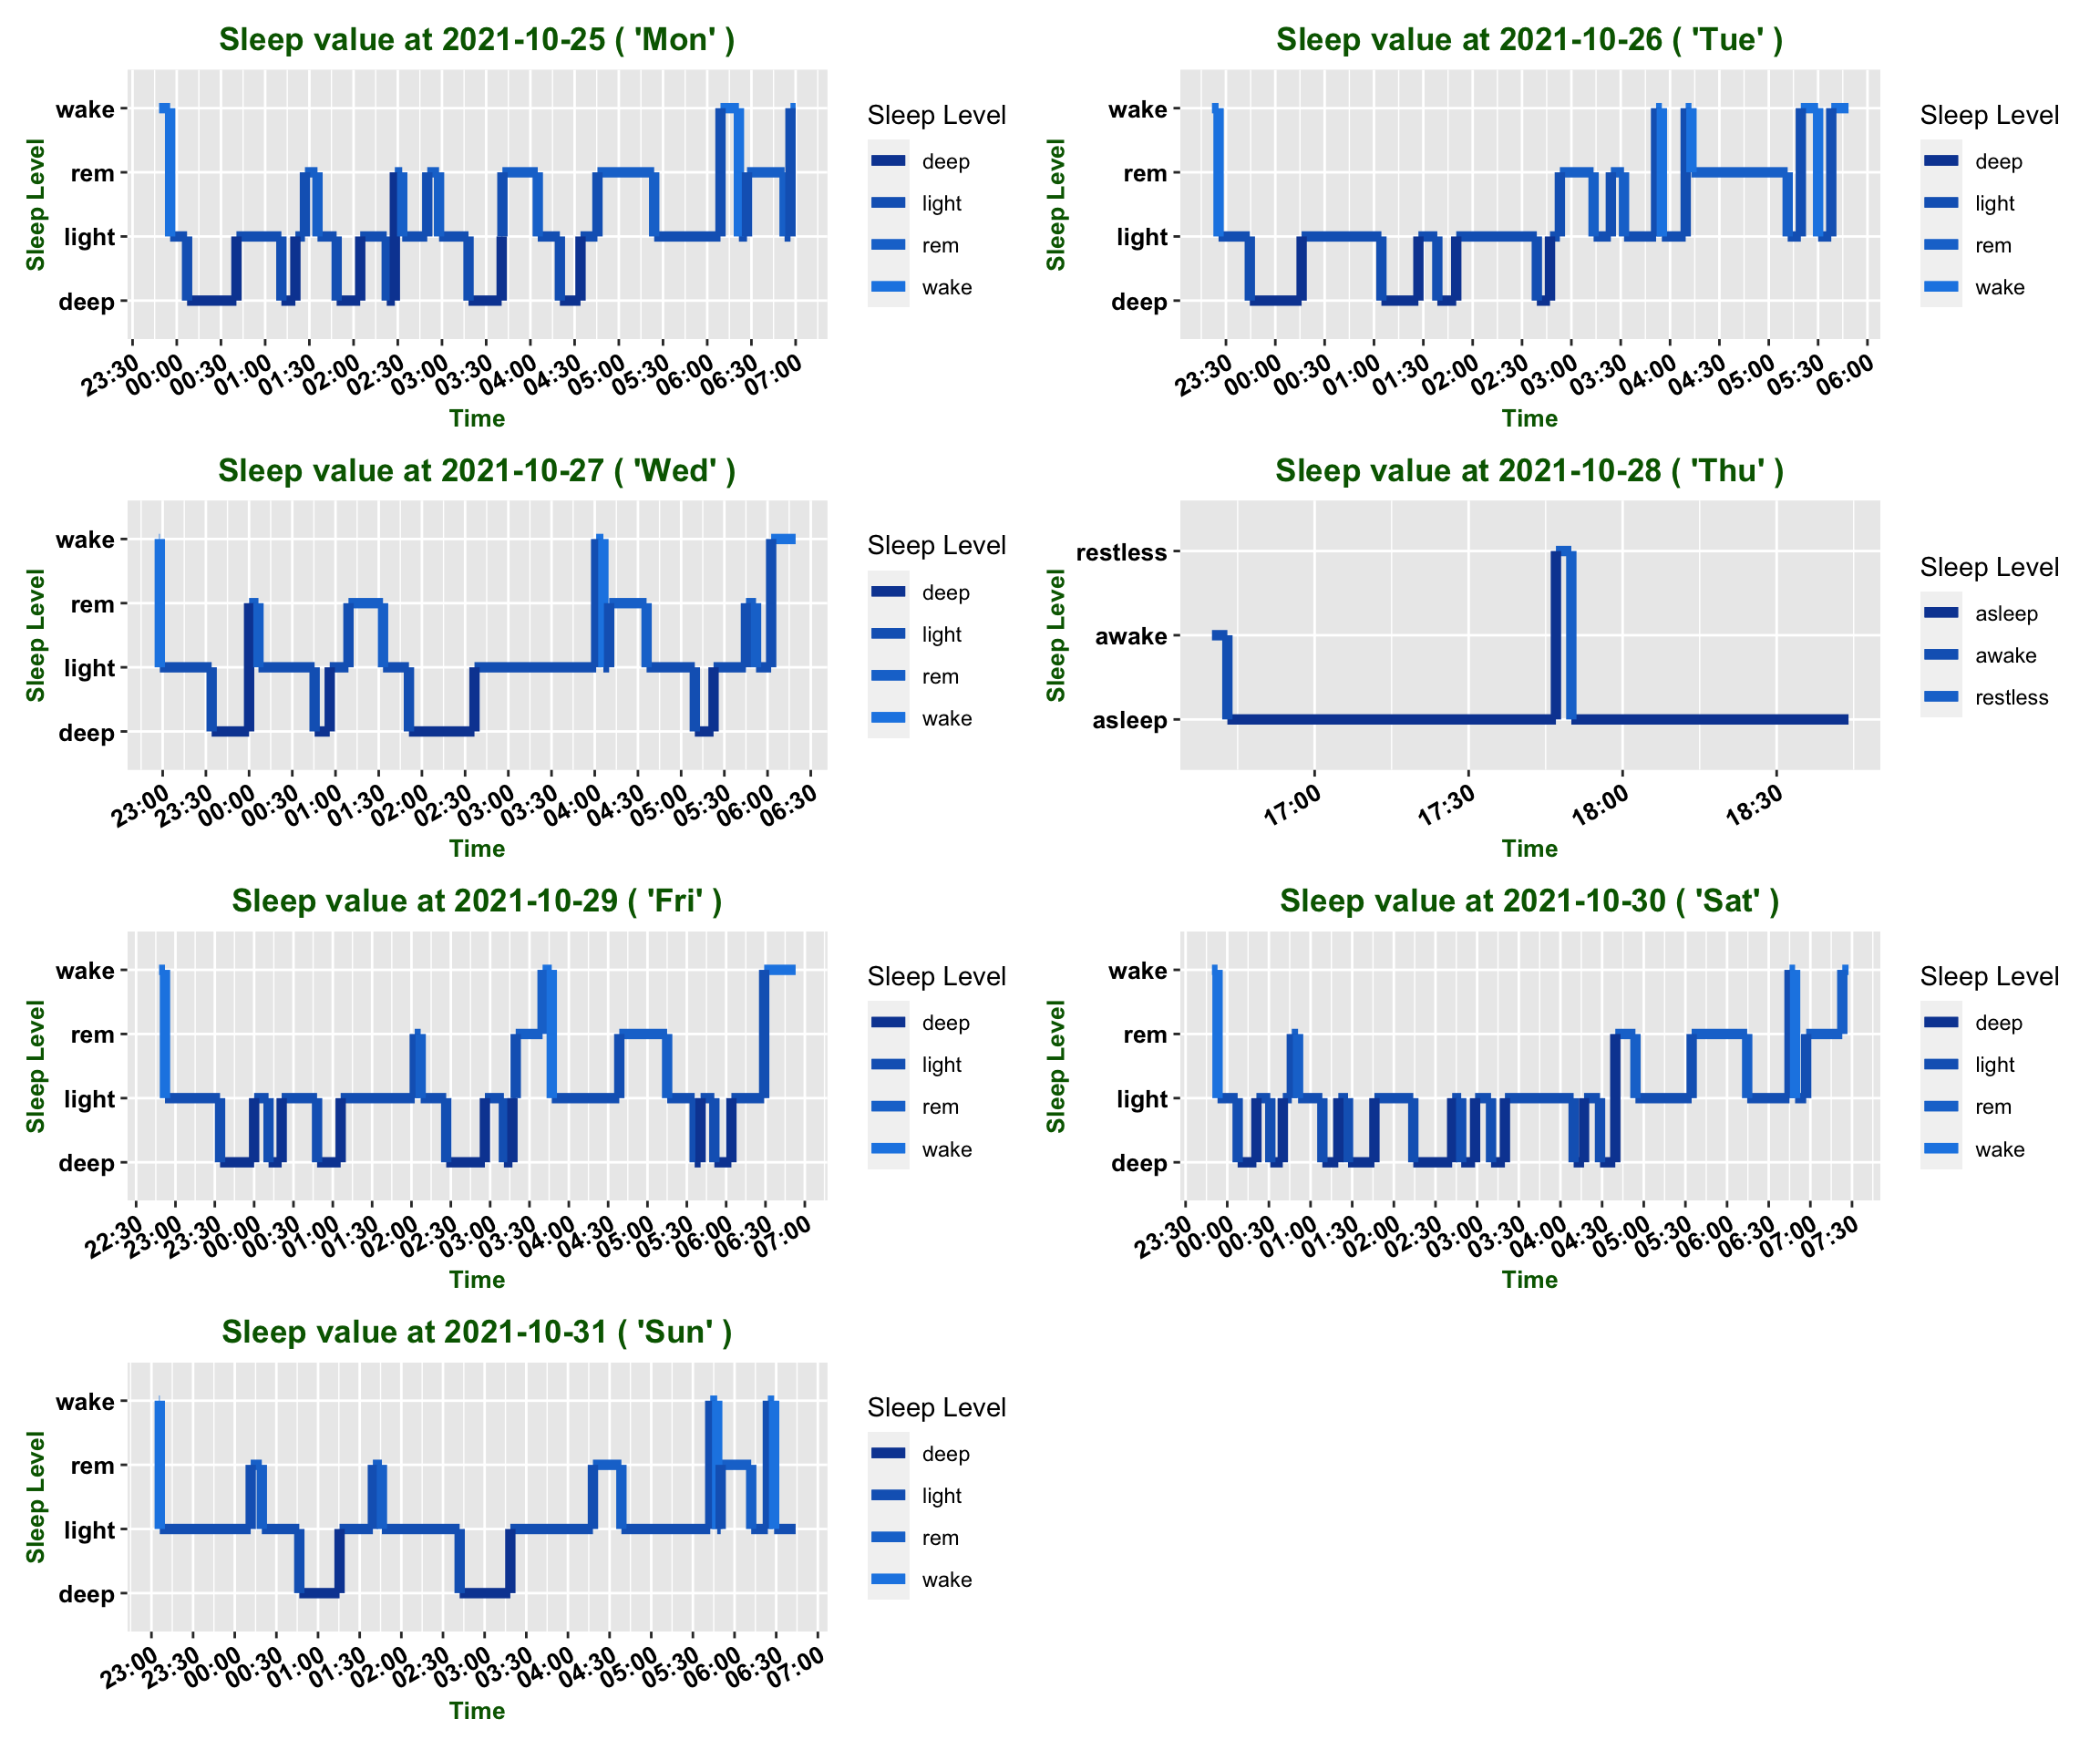 Sleep value at 2021-10-25 ( 'Mon' )
Sleep Level
wake
rem
light
deep
23:30 00:00 00:30 01:00 01:30 02:00 02:30 03:00 03:30 04:00 04:30 05:00 05:30 06:00 06:30 07:00
Time
Sleep Level
deep
light
rem
wake
Sleep value at 2021-10-26 ( 'Tue' )
Sleep Level
wake
rem
light
deep
23:30 00:00 00:30 01:00 01:30 02:00 02:30 03:00 03:30 04:00 04:30 05:00 05:30 06:00
Time
Sleep Level
deep
light
rem
wake
Sleep value at 2021-10-27 ( 'Wed' )
Sleep Level
wake
rem
light
deep
23:00 23:30 00:00 00:30 01:00 01:30 02:00 02:30 03:00 03:30 04:00 04:30 05:00 05:30 06:00 06:30
Time
Sleep Level
deep
light
rem
wake
Sleep value at 2021-10-28 ( 'Thu' )
Sleep Level
restless
awake
asleep
17:00 17:30 18:00 18:30
Time
Sleep Level
asleep
awake
restless
Sleep value at 2021-10-29 ( 'Fri' )
Sleep Level
wake
rem
light
deep
22:30 23:00 23:30 00:00 00:30 01:00 01:30 02:00 02:30 03:00 03:30 04:00 04:30 05:00 05:30 06:00 06:30 07:00
Time
Sleep Level
deep
light
rem
wake
Sleep value at 2021-10-30 ( 'Sat' )
Sleep Level
wake
rem
light
deep
23:30 00:00 00:30 01:00 01:30 02:00 02:30 03:00 03:30 04:00 04:30 05:00 05:30 06:00 06:30 07:00 07:30
Time
Sleep Level
deep
light
rem
wake
Sleep value at 2021-10-31 ( 'Sun' )
Sleep Level
wake
rem
light
deep
23:00 23:30 00:00 00:30 01:00 01:30 02:00 02:30 03:00 03:30 04:00 04:30 05:00 05:30 06:00 06:30 07:00
Time
Sleep Level
deep
light
rem
wake